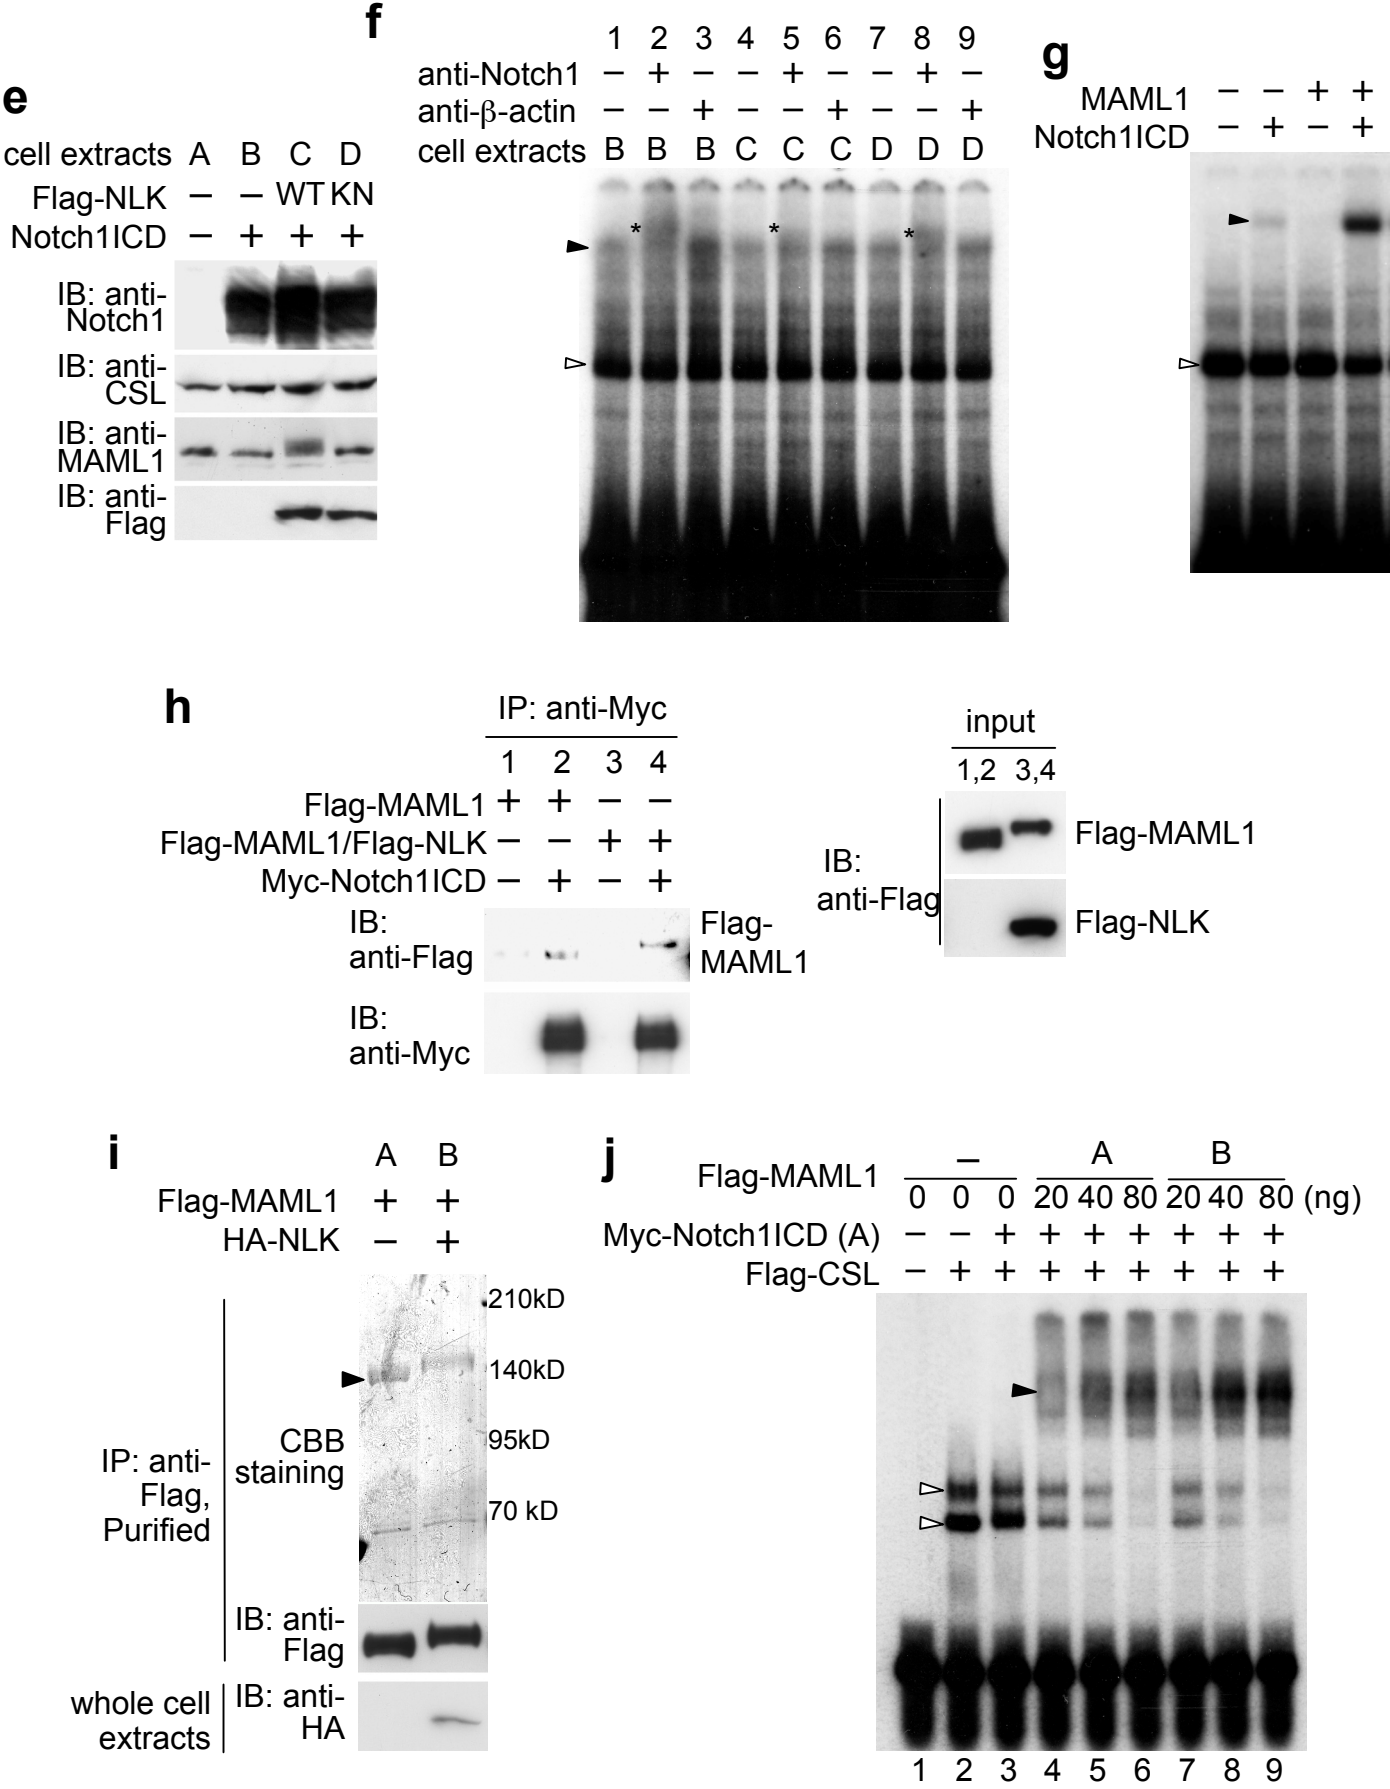 e
cell extracts A B C D
Flag-NLK − − WT KN
Notch1ICD − + + +
IB: anti-
Notch1
IB: anti-
CSL
IB: anti-
MAML1
IB: anti-
Flag
f
1 2 3 4 5 6 7 8 9
anti-Notch1 − + − − + − − + −
anti-β-actin − − + − − + − − +
cell extracts B B B C C C D D D
*
*
*
g
MAML1 − − + +
Notch1ICD − + − +
h
IP: anti-Myc
1 2 3 4
Flag-MAML1 + + − −
Flag-MAML1/Flag-NLK − − + +
Myc-Notch1ICD − + − +
IB:
anti-Flag
Flag-
MAML1
IB:
anti-Myc
input
1,2 3,4
IB:
anti-Flag
Flag-MAML1
Flag-NLK
i
A B
Flag-MAML1 + +
HA-NLK − +
210kD
140kD
95kD
70 kD
CBB
staining
IP: anti-
Flag,
Purified
IB: anti-
Flag
whole cell
extracts
IB: anti-
HA
j
− A B
Flag-MAML1 0 0 0 20 40 80 20 40 80 (ng)
Myc-Notch1ICD (A) − − + + + + + + +
Flag-CSL − + + + + + + + +
1 2 3 4 5 6 7 8 9